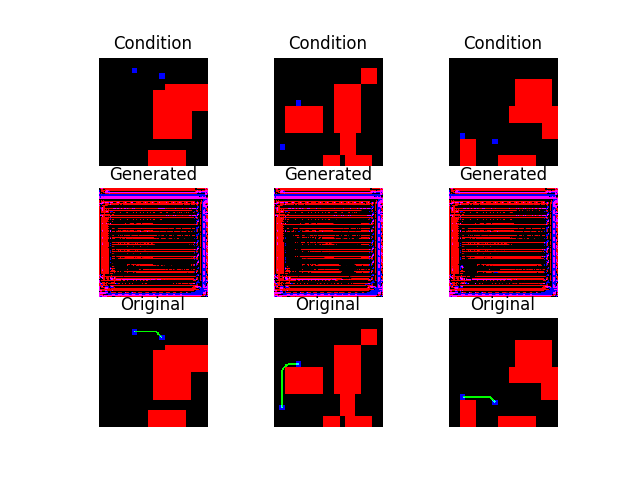 Condition Condition Condition
Generated Generated Generated
Original Original Original